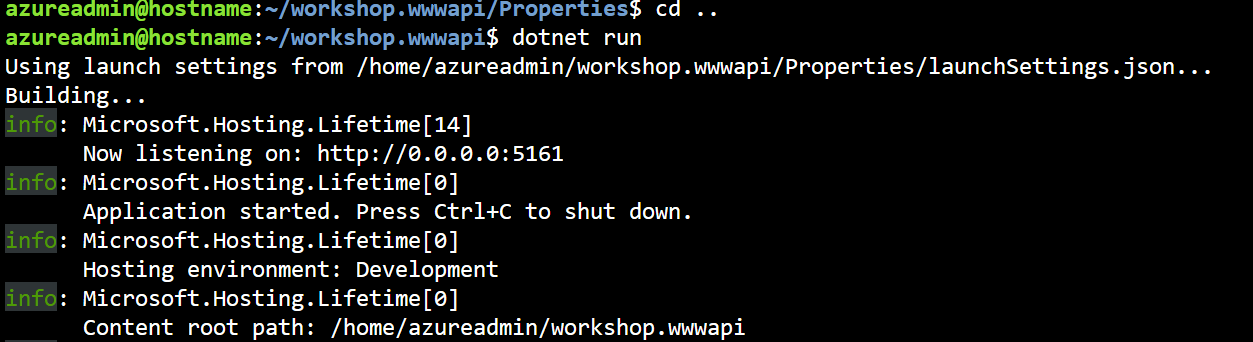 azureadmin@hostname:~/workshop.wwwapi/Properties$ cd ..
azureadmin@hostname:~/workshop.wwwapi$ dotnet run
Using launch settings from /home/azureadmin/workshop.wwwapi/Properties/launchSettings.json...
Building...
info: Microsoft.Hosting.Lifetime[14]
      Now listening on: http://0.0.0.0:5161
info: Microsoft.Hosting.Lifetime[0]
      Application started. Press Ctrl+C to shut down.
info: Microsoft.Hosting.Lifetime[0]
      Hosting environment: Development
info: Microsoft.Hosting.Lifetime[0]
      Content root path: /home/azureadmin/workshop.wwwapi